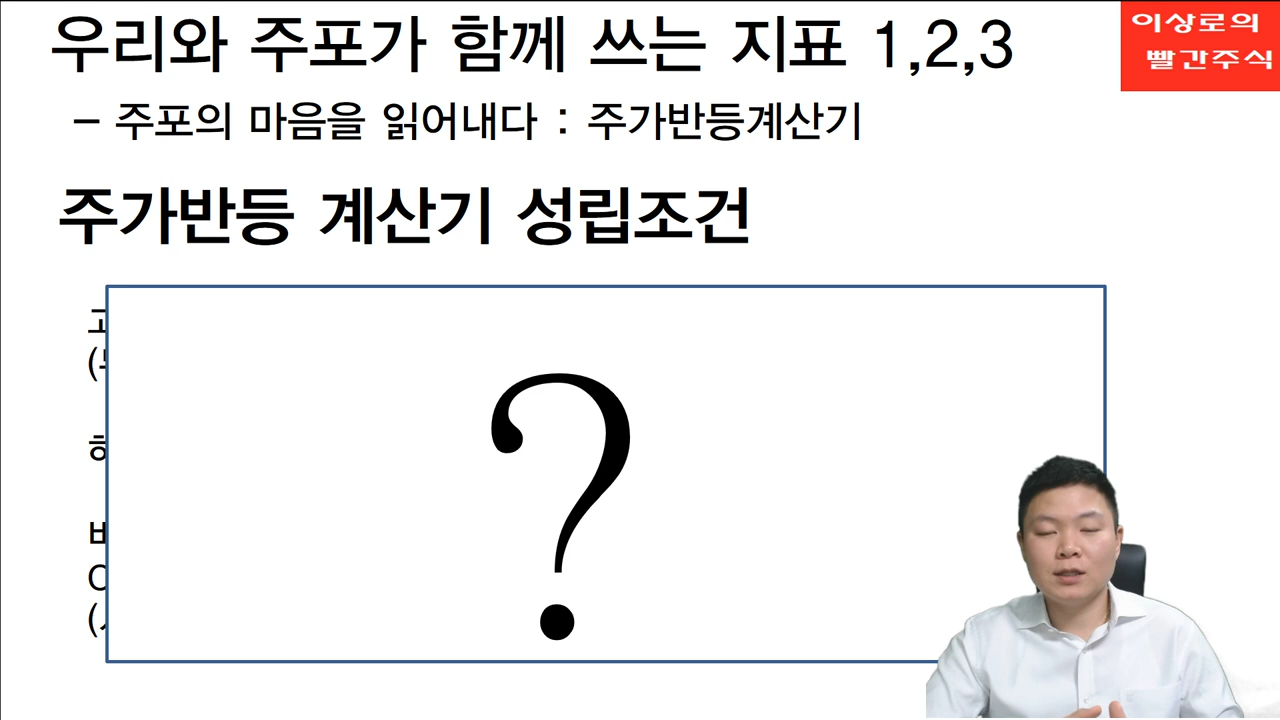 우리와 주포가 함께 쓰는 지표 1,2,3
이상로의
빨간주식
– 주포의 마음을 읽어내다 : 주가반등계산기
주가반등 계산기 성립조건
?